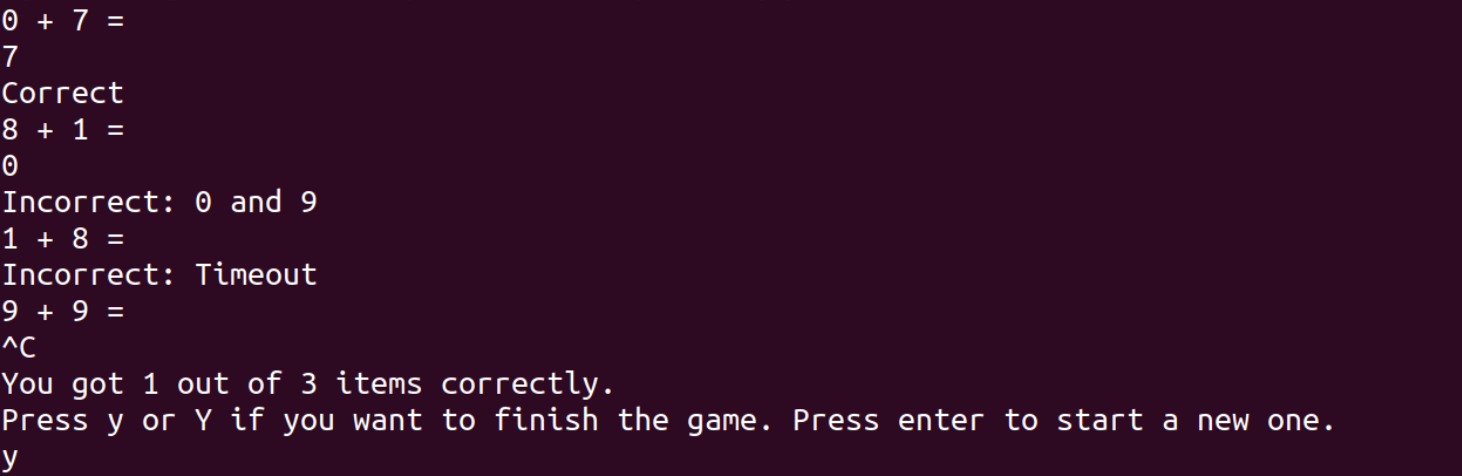 0 + 7 =
7
Correct
8 + 1 =
0
Incorrect: 0 and 9
1 + 8 =
Incorrect: Timeout
9 + 9 =
^C
You got 1 out of 3 items correctly.
Press y or Y if you want to finish the game. Press enter to start a new one.
y